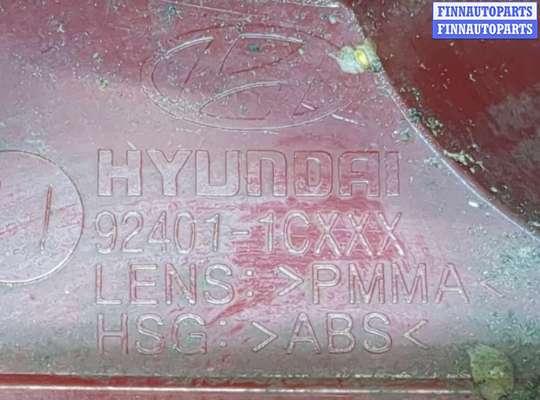 FINNAUTOPARTS
FINNAUTOPARTS
HYUNDAI
92401-1CXXX
LENS: >PMMA<
HSG: >ABS<